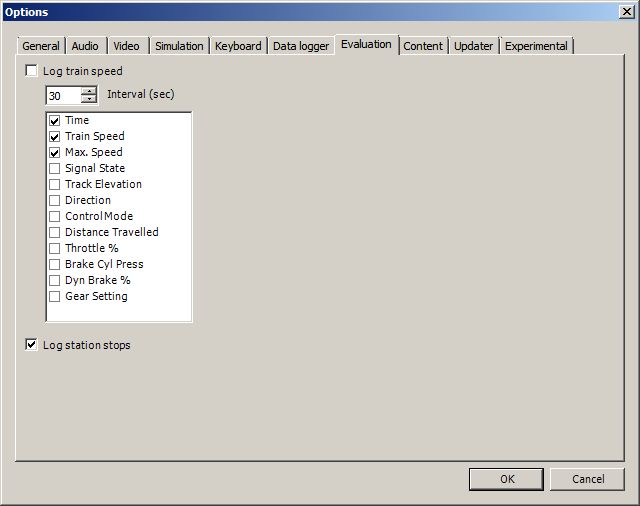 Options
General Audio Video Simulation Keyboard Data logger Evaluation Content Updater Experimental
Log train speed
30 Interval (sec)
Time
Train Speed
Max. Speed
Signal State
Track Elevation
Direction
Control Mode
Distance Travelled
Throttle %
Brake Cyl Press
Dyn Brake %
Gear Setting
Log station stops
OK Cancel